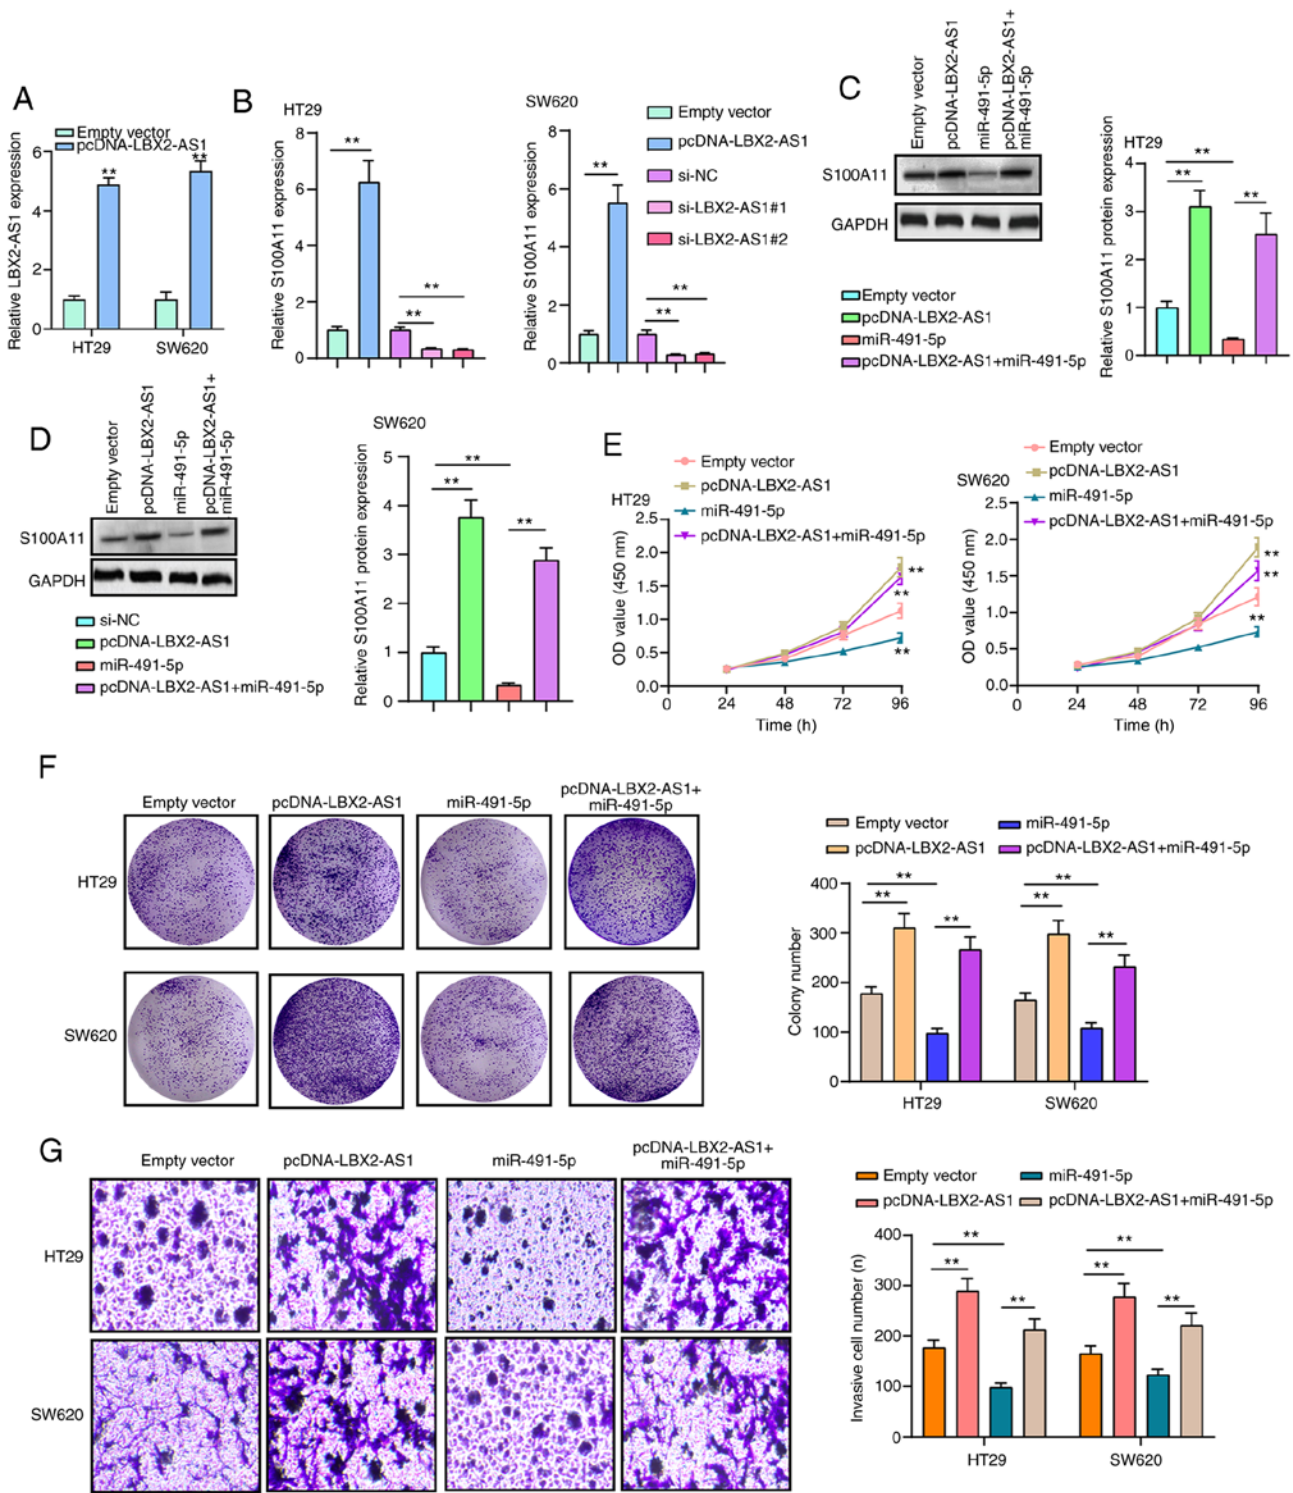 A
Empty vector
pcDNA-LBX2-AS1
Relative LBX2-AS1 expression
6
4
2
0
** **
HT29 SW620
B
HT29
Relative S100A11 expression
8
6
4
2
0
**
**
**
SW620
Relative S100A11 expression
8
6
4
2
0
**
**
**
Empty vector
pcDNA-LBX2-AS1
si-NC
si-LBX2-AS1#1
si-LBX2-AS1#2
C
Empty vector
pcDNA-LBX2-AS1
miR-491-5p
pcDNA-LBX2-AS1+
miR-491-5p
S100A11
GAPDH
Empty vector
pcDNA-LBX2-AS1
miR-491-5p
pcDNA-LBX2-AS1+miR-491-5p
HT29
Relative S100A11 protein expression
4
3
2
1
0
**
**
**
D
Empty vector
pcDNA-LBX2-AS1
miR-491-5p
pcDNA-LBX2-AS1+
miR-491-5p
S100A11
GAPDH
si-NC
pcDNA-LBX2-AS1
miR-491-5p
pcDNA-LBX2-AS1+miR-491-5p
SW620
Relative S100A11 protein expression
5
4
3
2
1
0
**
**
**
E
Empty vector
pcDNA-LBX2-AS1
miR-491-5p
pcDNA-LBX2-AS1+miR-491-5p
HT29
OD value (450 nm)
2.5
2.0
1.5
1.0
0.5
0.0
**
**
**
0 24 48 72 96
Time (h)
Empty vector
pcDNA-LBX2-AS1
miR-491-5p
pcDNA-LBX2-AS1+miR-491-5p
SW620
OD value (450 nm)
2.5
2.0
1.5
1.0
0.5
0.0
**
**
**
0 24 48 72 96
Time (h)
F
Empty vector pcDNA-LBX2-AS1 miR-491-5p pcDNA-LBX2-AS1+
miR-491-5p
HT29
SW620
Empty vector miR-491-5p
pcDNA-LBX2-AS1 pcDNA-LBX2-AS1+miR-491-5p
Colony number
400
300
200
100
0
** **
** **
** **
HT29 SW620
G
Empty vector pcDNA-LBX2-AS1 miR-491-5p pcDNA-LBX2-AS1+
miR-491-5p
HT29
SW620
Empty vector miR-491-5p
pcDNA-LBX2-AS1 pcDNA-LBX2-AS1+miR-491-5p
Invasive cell number (n)
400
300
200
100
0
** **
** **
** **
HT29 SW620